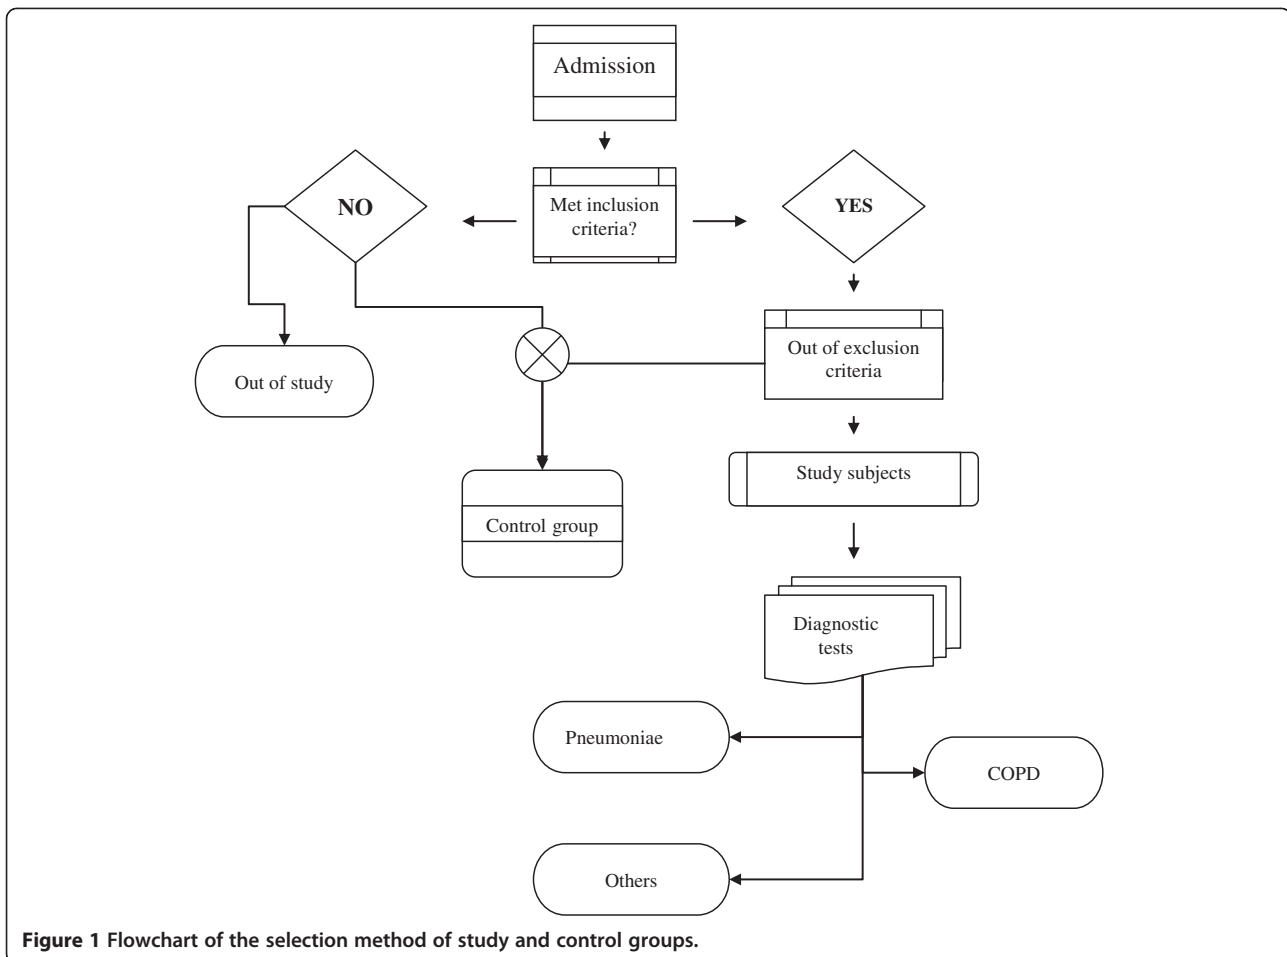 Admission
Met inclusion
criteria?
NO
YES
Out of exclusion
criteria
Out of study
Study subjects
Control group
Diagnostic
tests
Pneumoniae
COPD
Others
Figure 1 Flowchart of the selection method of study and control groups.